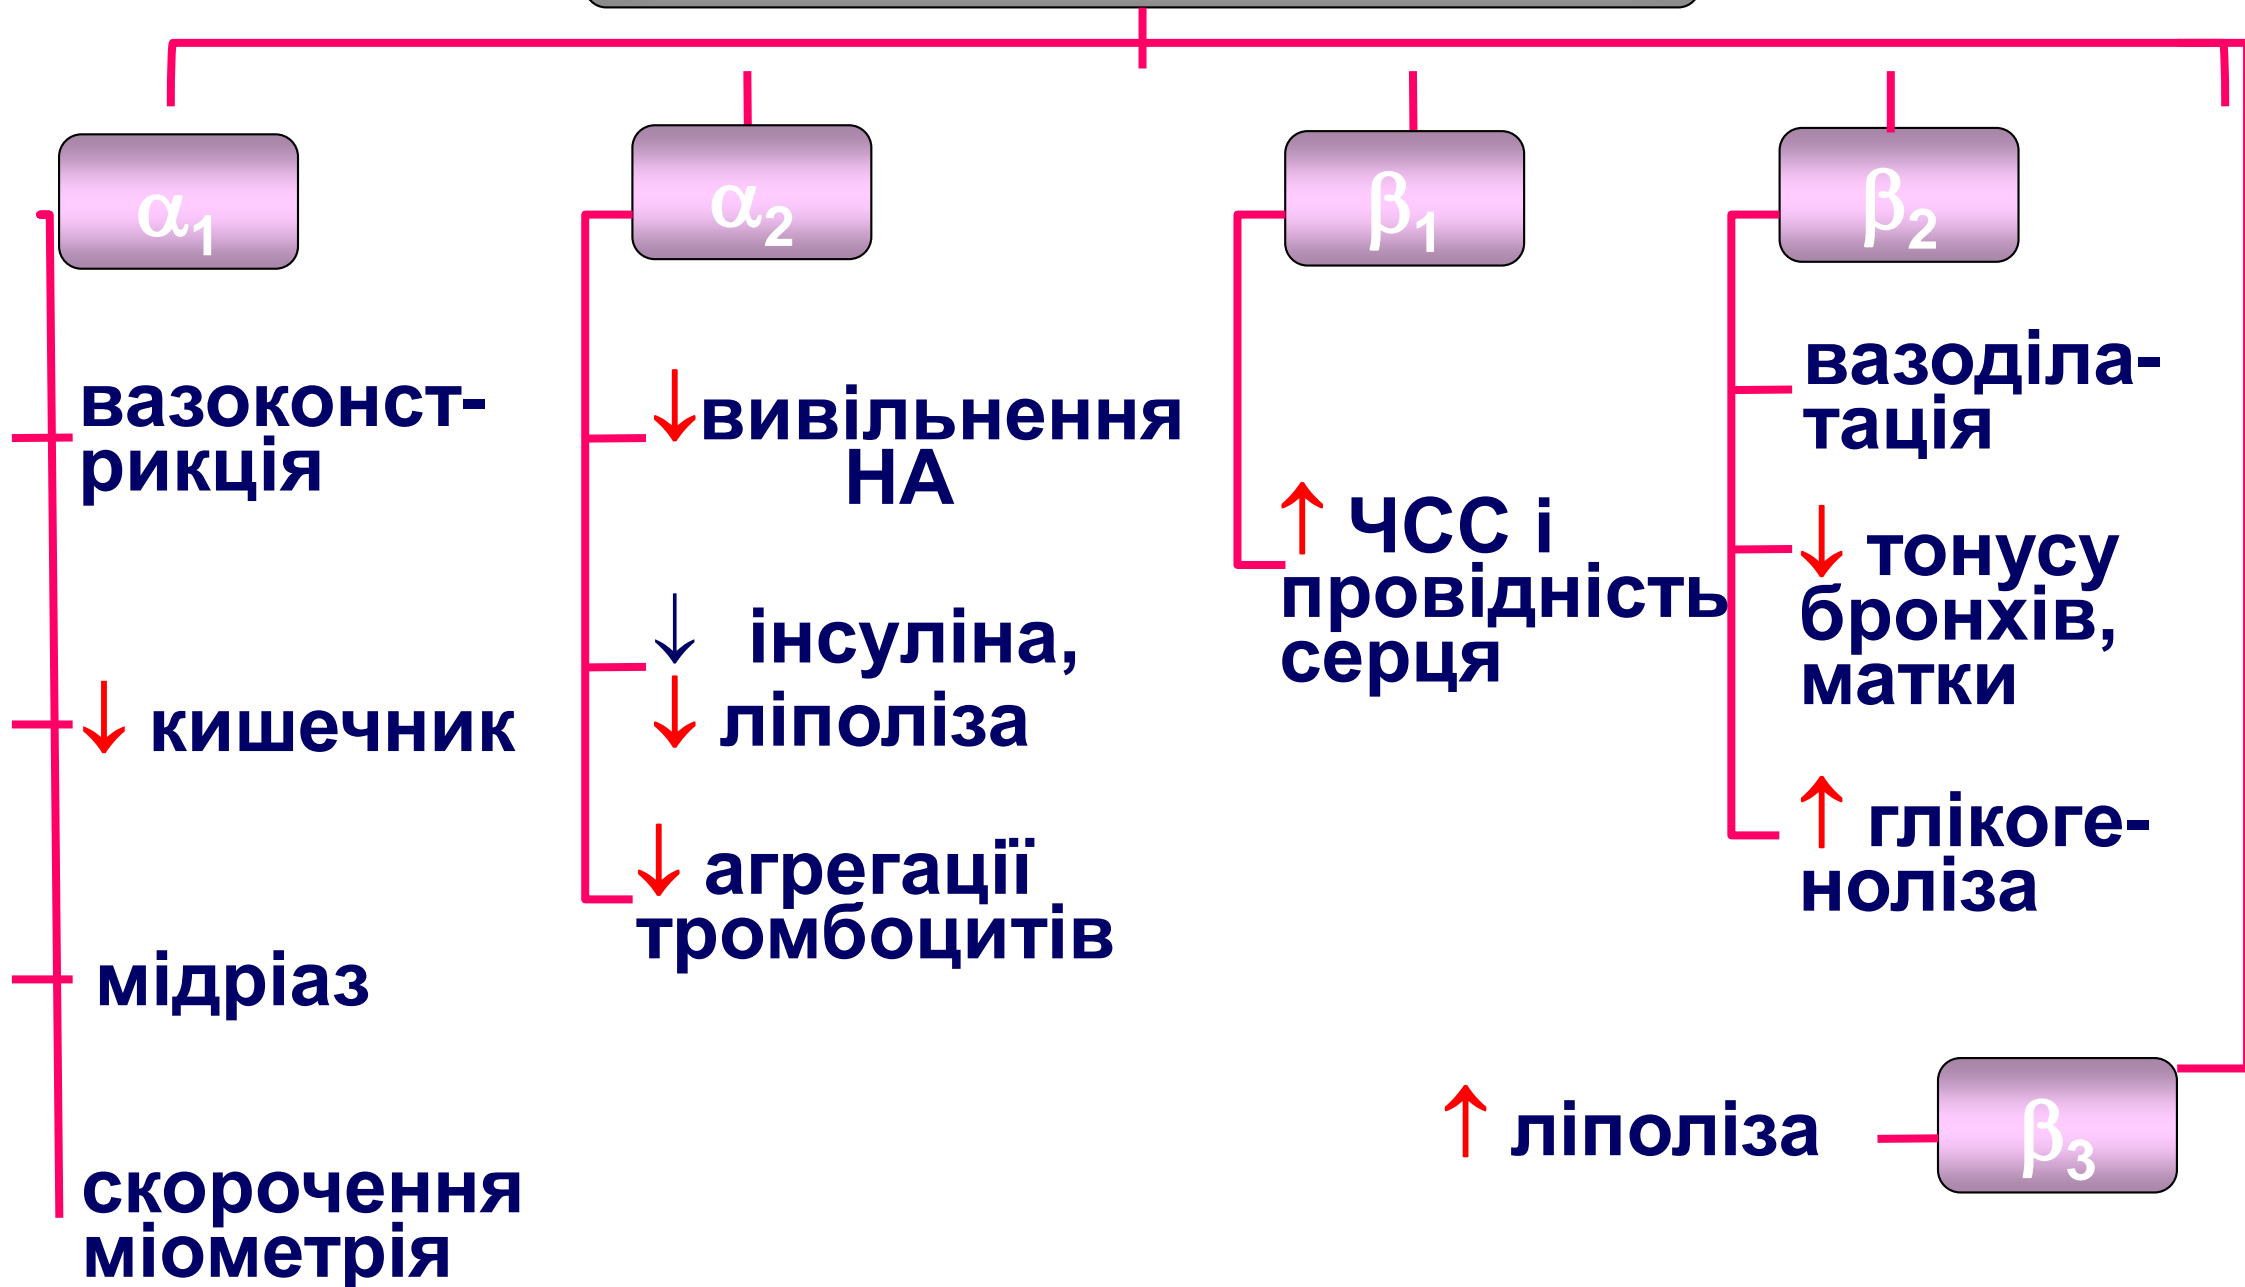 α1
вазоконст-
рикція
↓ кишечник
мідріаз
скорочення
міометрія
α2
↓вивільнення
НА
↓ інсуліна,
↓ ліполіза
↓ агрегації
тромбоцитів
β1
↑ ЧСС і
провідність
серця
β2
вазоділа-
тація
↓ тонусу
бронхів,
матки
↑ глікоге-
ноліза
↑ ліполіза
β3